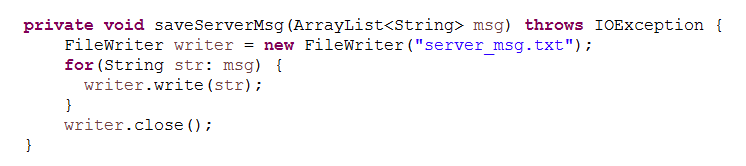 private void saveServerMsg(ArrayList<String> msg) throws IOException {
    FileWriter writer = new FileWriter("server_msg.txt");
    for(String str: msg) {
      writer.write(str);
    }
    writer.close();
}